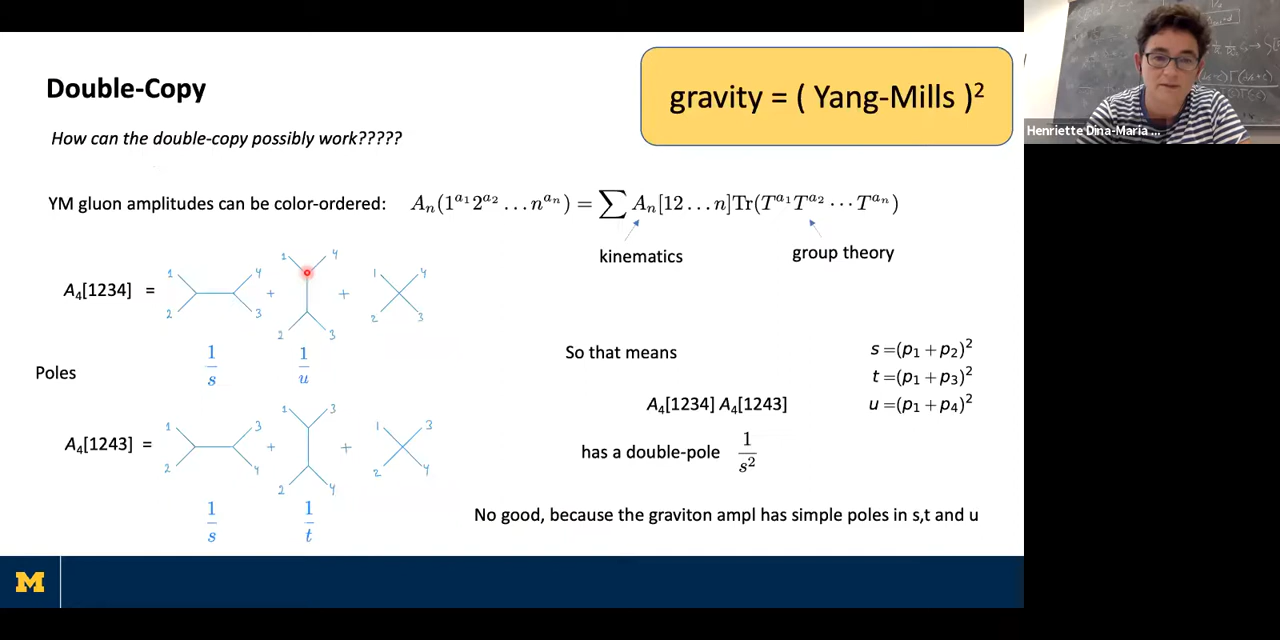 Double-Copy
gravity = ( Yang-Mills )²
How can the double-copy possibly work?????
Henriette Dina-Maria ...
YM gluon amplitudes can be color-ordered: Aₙ(1^{a₁}2^{a₂} … n^{aₙ}) = ∑ Aₙ[12 … n]Tr(T^{a₁}T^{a₂} ⋯ T^{aₙ})
kinematics
group theory
A₄[1234] = 1 2 4 3 + 1 4 2 3 + 1 4 2 3
1/s 1/u
Poles
So that means
s =(p₁ +p₂)²
t =(p₁ +p₃)²
u =(p₁ +p₄)²
A₄[1234] A₄[1243]
A₄[1243] = 1 2 3 4 + 1 3 2 4 + 1 3 2 4
has a double-pole 1/s²
1/s 1/t
No good, because the graviton ampl has simple poles in s,t and u
M